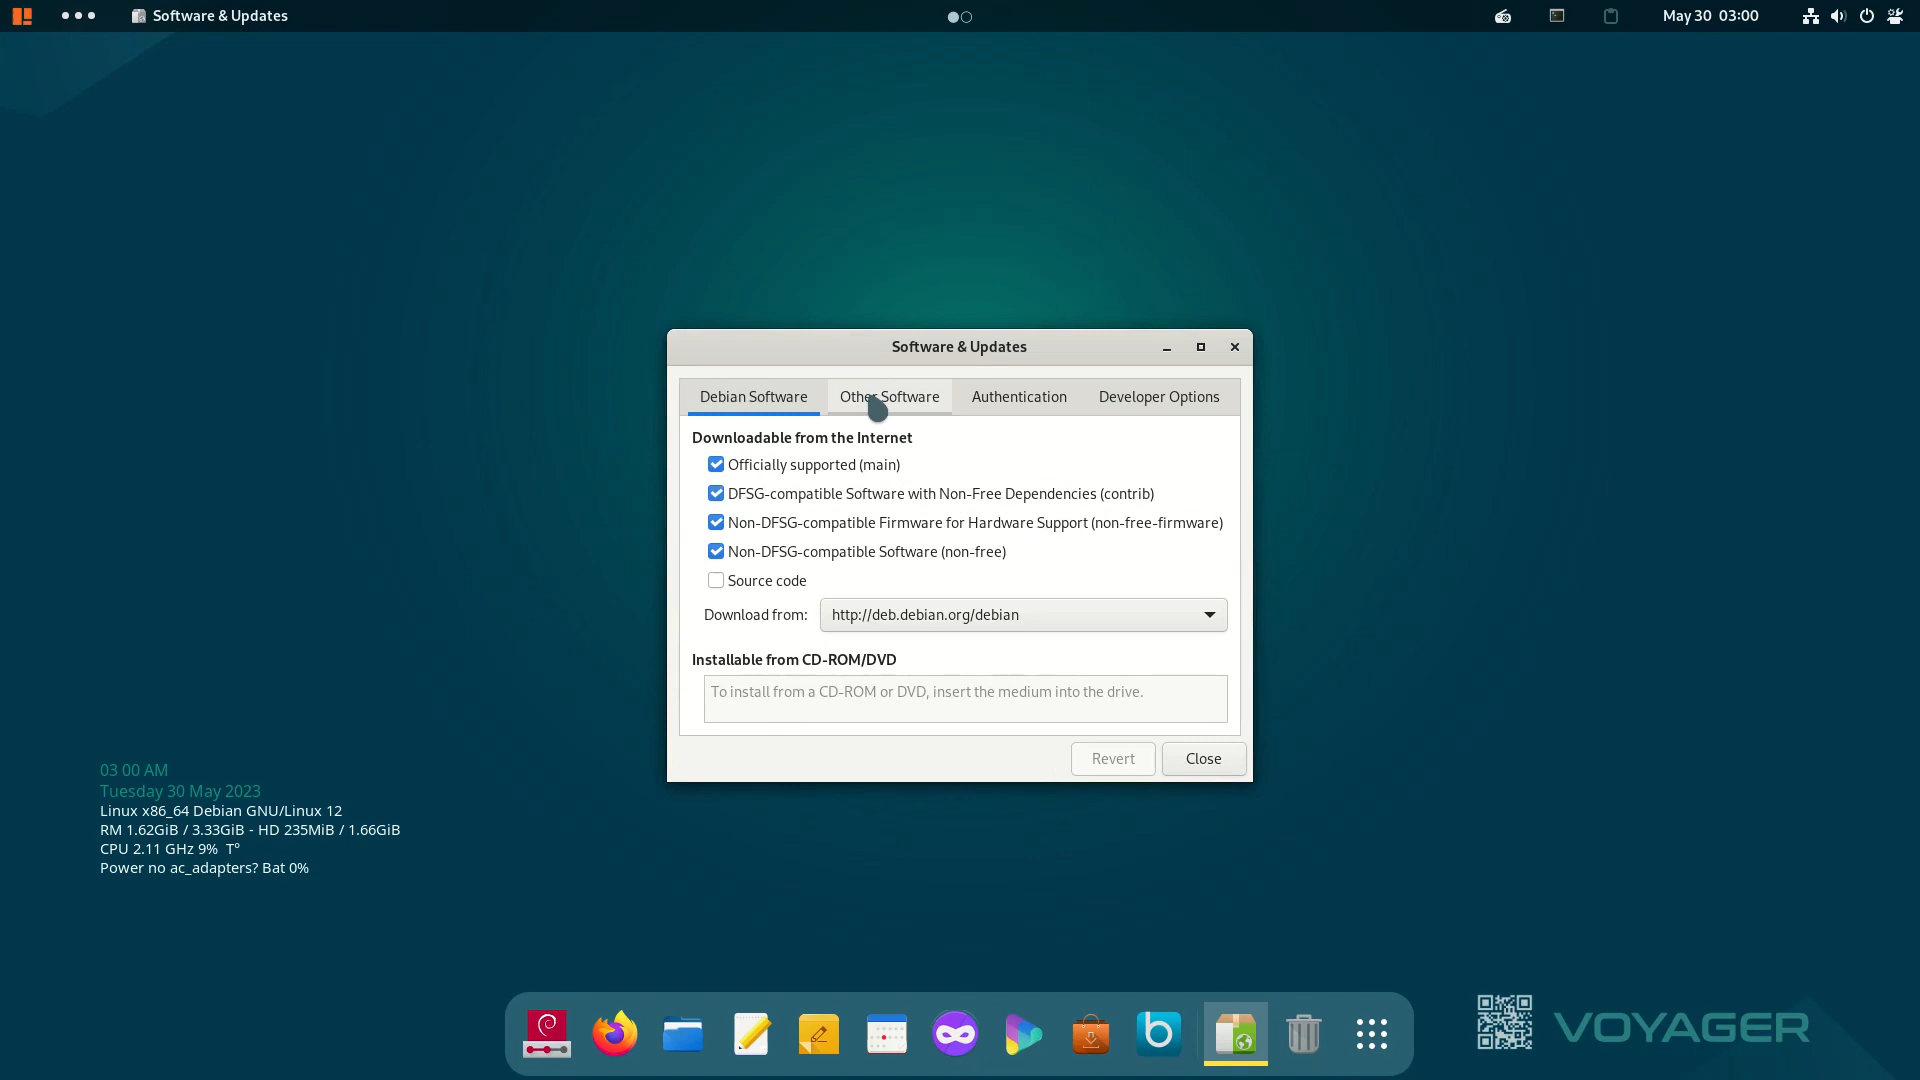 Software & Updates
May 30 03:00
Software & Updates
Debian Software
Other Software
Authentication
Developer Options
Downloadable from the Internet
Officially supported (main)
DFSG-compatible Software with Non-Free Dependencies (contrib)
Non-DFSG-compatible Firmware for Hardware Support (non-free-firmware)
Non-DFSG-compatible Software (non-free)
Source code
Download from: http://deb.debian.org/debian
Installable from CD-ROM/DVD
To install from a CD-ROM or DVD, insert the medium into the drive.
Revert
Close
03 00 AM
Tuesday 30 May 2023
Linux x86_64 Debian GNU/Linux 12
RM 1.62GiB / 3.33GiB - HD 235MiB / 1.66GiB
CPU 2.11 GHz 9% T°
Power no ac_adapters? Bat 0%
VOYAGER